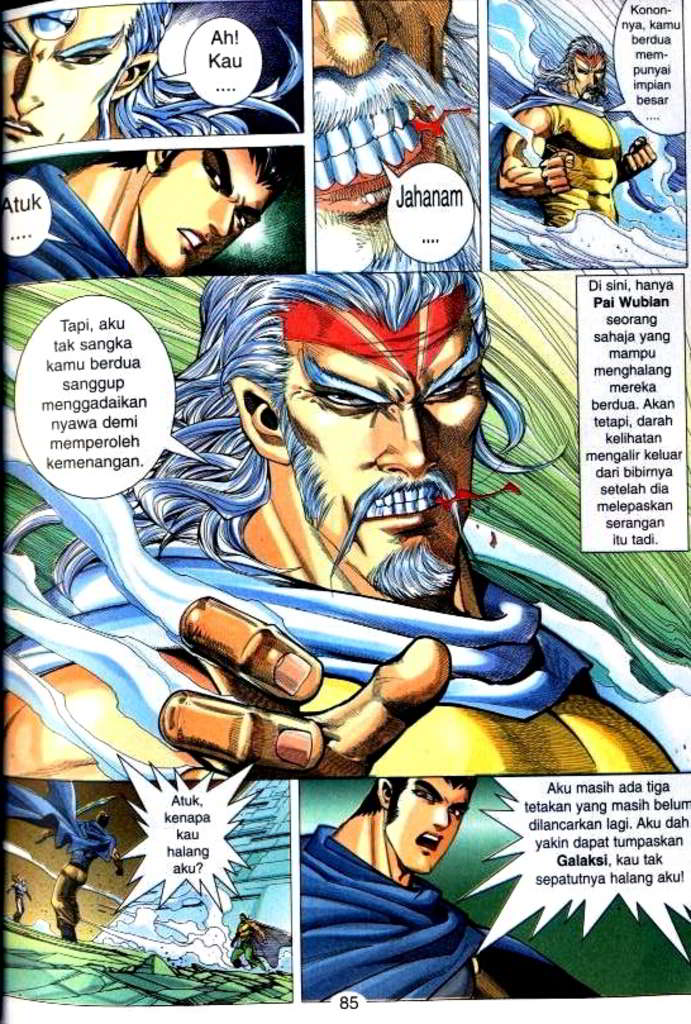 Ah!
Kau
....
Atuk
....
Jahanam
....
Konon-
nya, kamu
berdua
mem-
punyai
impian
besar
....
Tapi, aku
tak sangka
kamu berdua
sanggup
menggadaikan
nyawa demi
memperoleh
kemenangan.
Di sini, hanya
Pai Wubian
seorang
sahaja yang
mampu
menghalang
mereka
berdua. Akan
tetapi, darah
kelihatan
mengalir keluar
dari bibirnya
setelah dia
melepaskan
serangan
itu tadi.
Atuk,
kenapa
kau
halang
aku?
Aku masih ada tiga
tetakan yang masih belum
dilancarkan lagi. Aku dah
yakin dapat tumpaskan
Galaksi, kau tak
sepatutnya halang aku!
85